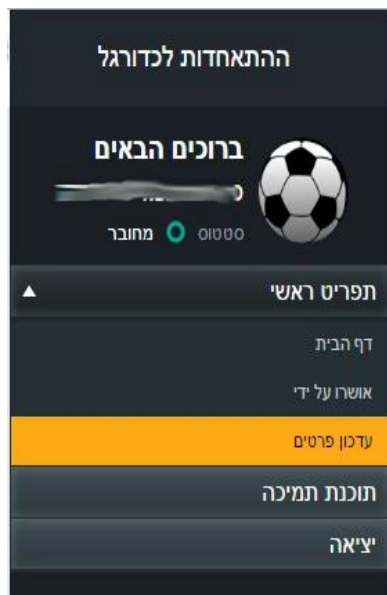 ההתאחדות לכדורגל
ברוכים הבאים
סטטוס מחובר
תפריט ראשי
דף הבית
אושרו על ידי
עדכון פרטים
תוכנת תמיכה
יציאה